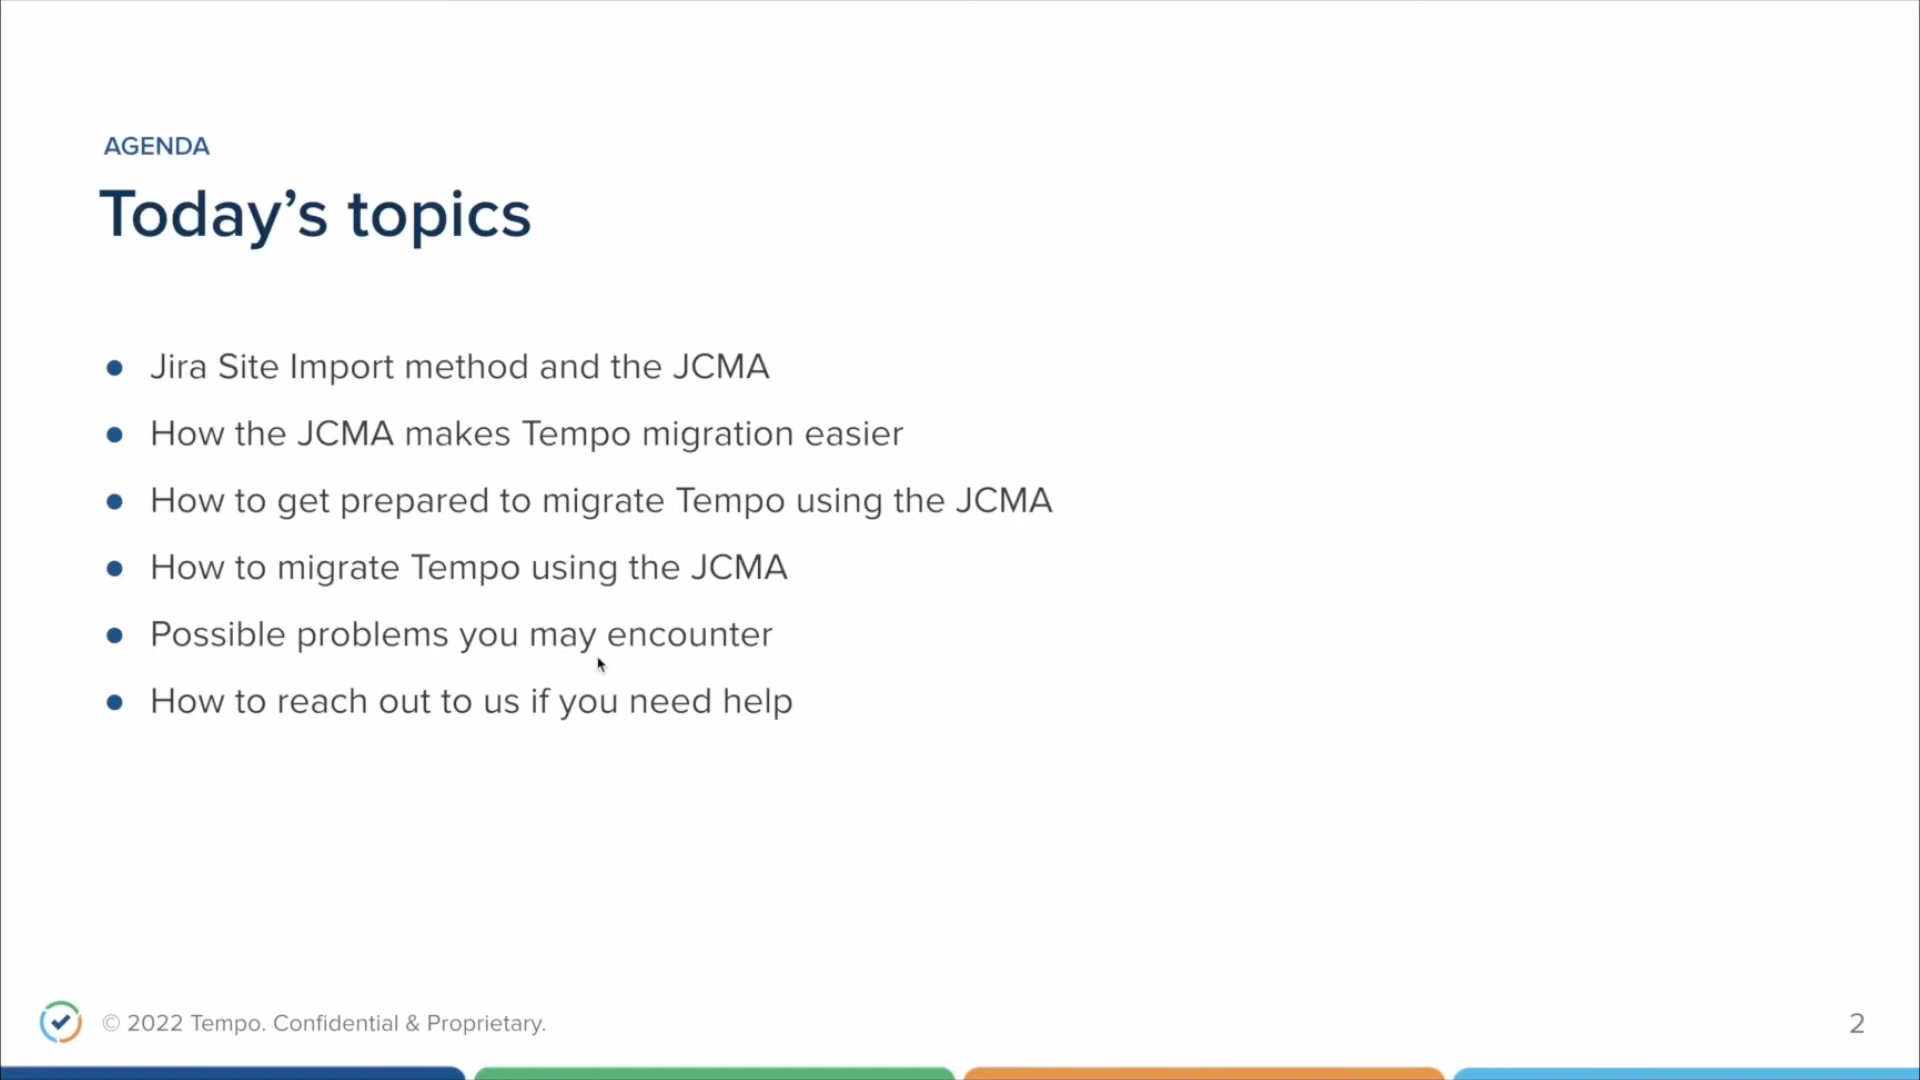 AGENDA
Today’s topics
● Jira Site Import method and the JCMA
● How the JCMA makes Tempo migration easier
● How to get prepared to migrate Tempo using the JCMA
● How to migrate Tempo using the JCMA
● Possible problems you may encounter
● How to reach out to us if you need help
© 2022 Tempo. Confidential & Proprietary.
2